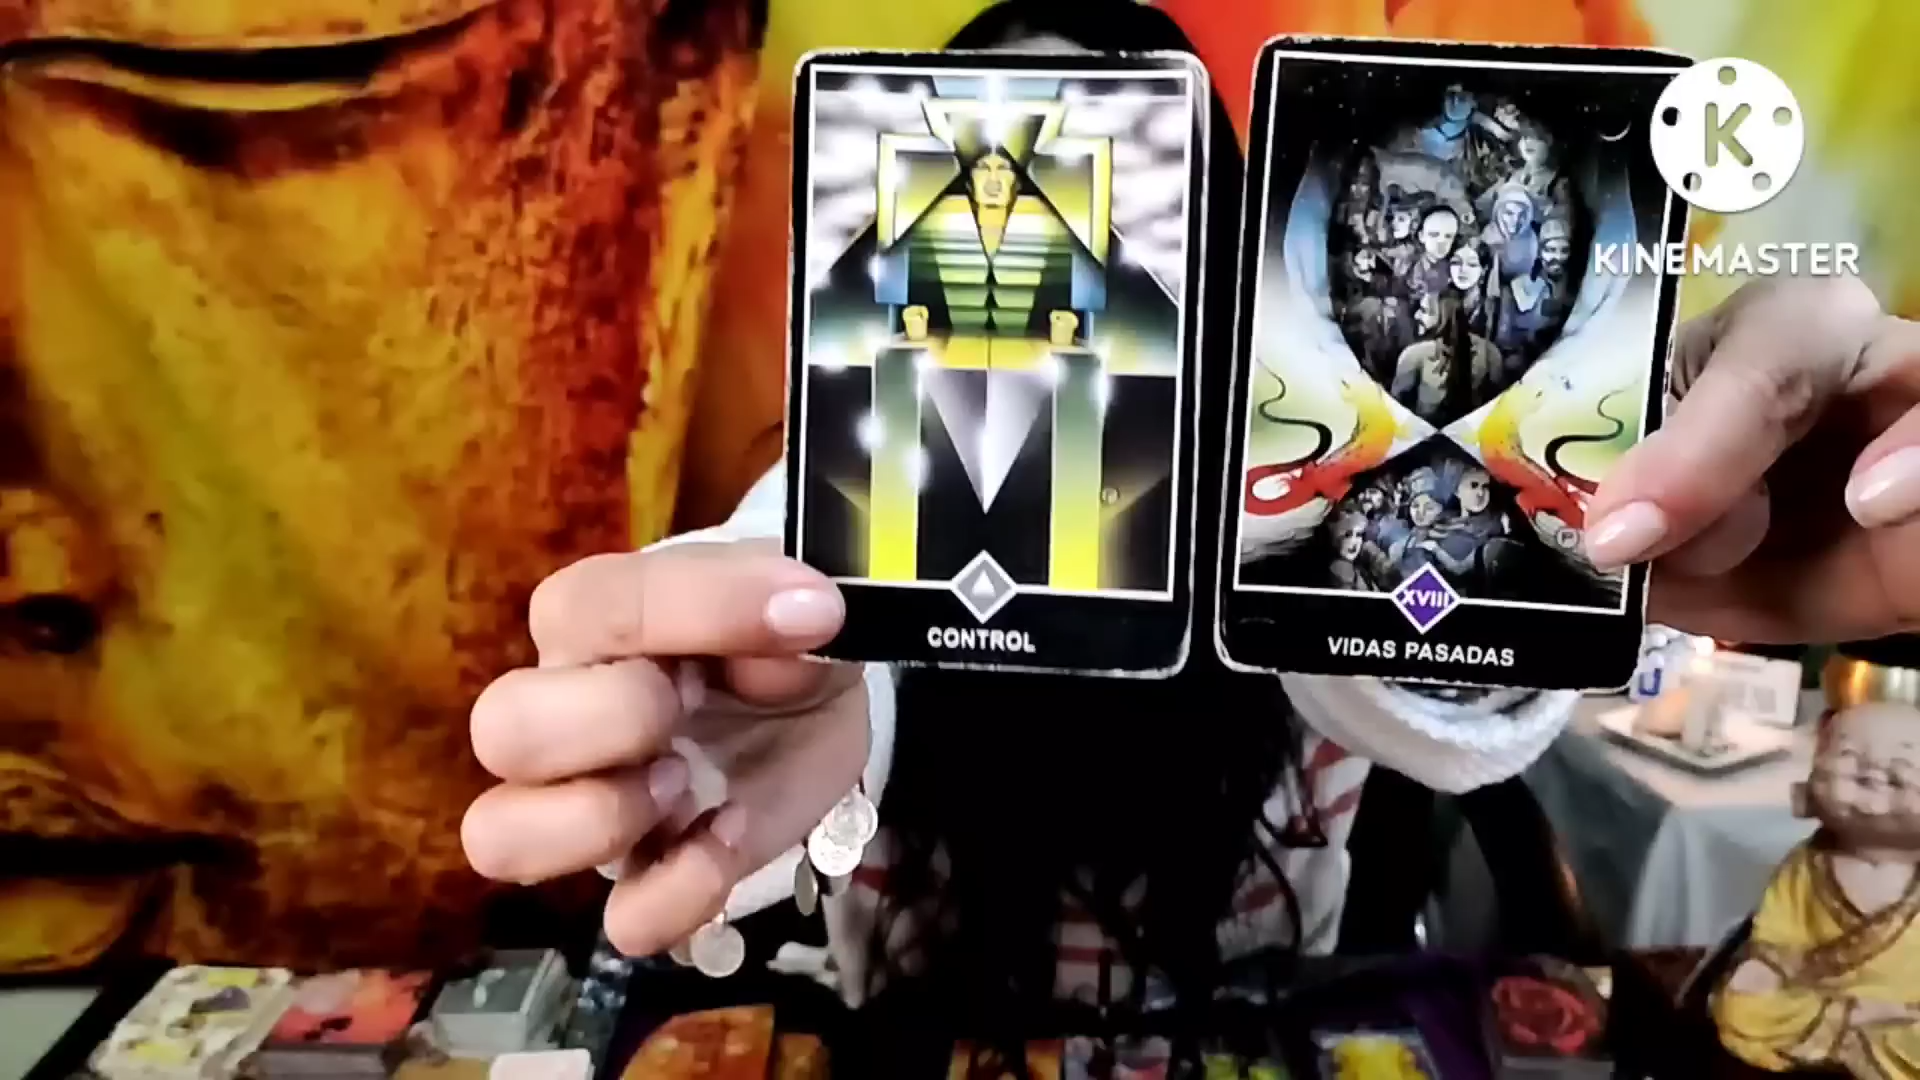 K
KINEMASTER
XVIII
CONTROL
VIDAS PASADAS